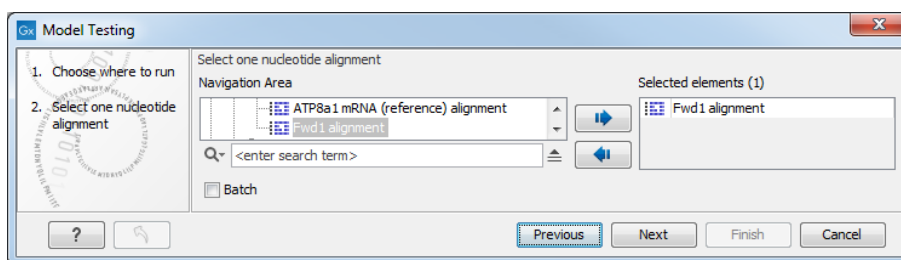 Gx Model Testing
1. Choose where to run
2. Select one nucleotide
alignment
Select one nucleotide alignment
Navigation Area
ATP8a1 mRNA (reference) alignment
Fwd1 alignment
<enter search term>
Batch
Selected elements (1)
Fwd1 alignment
?
Previous
Next
Finish
Cancel